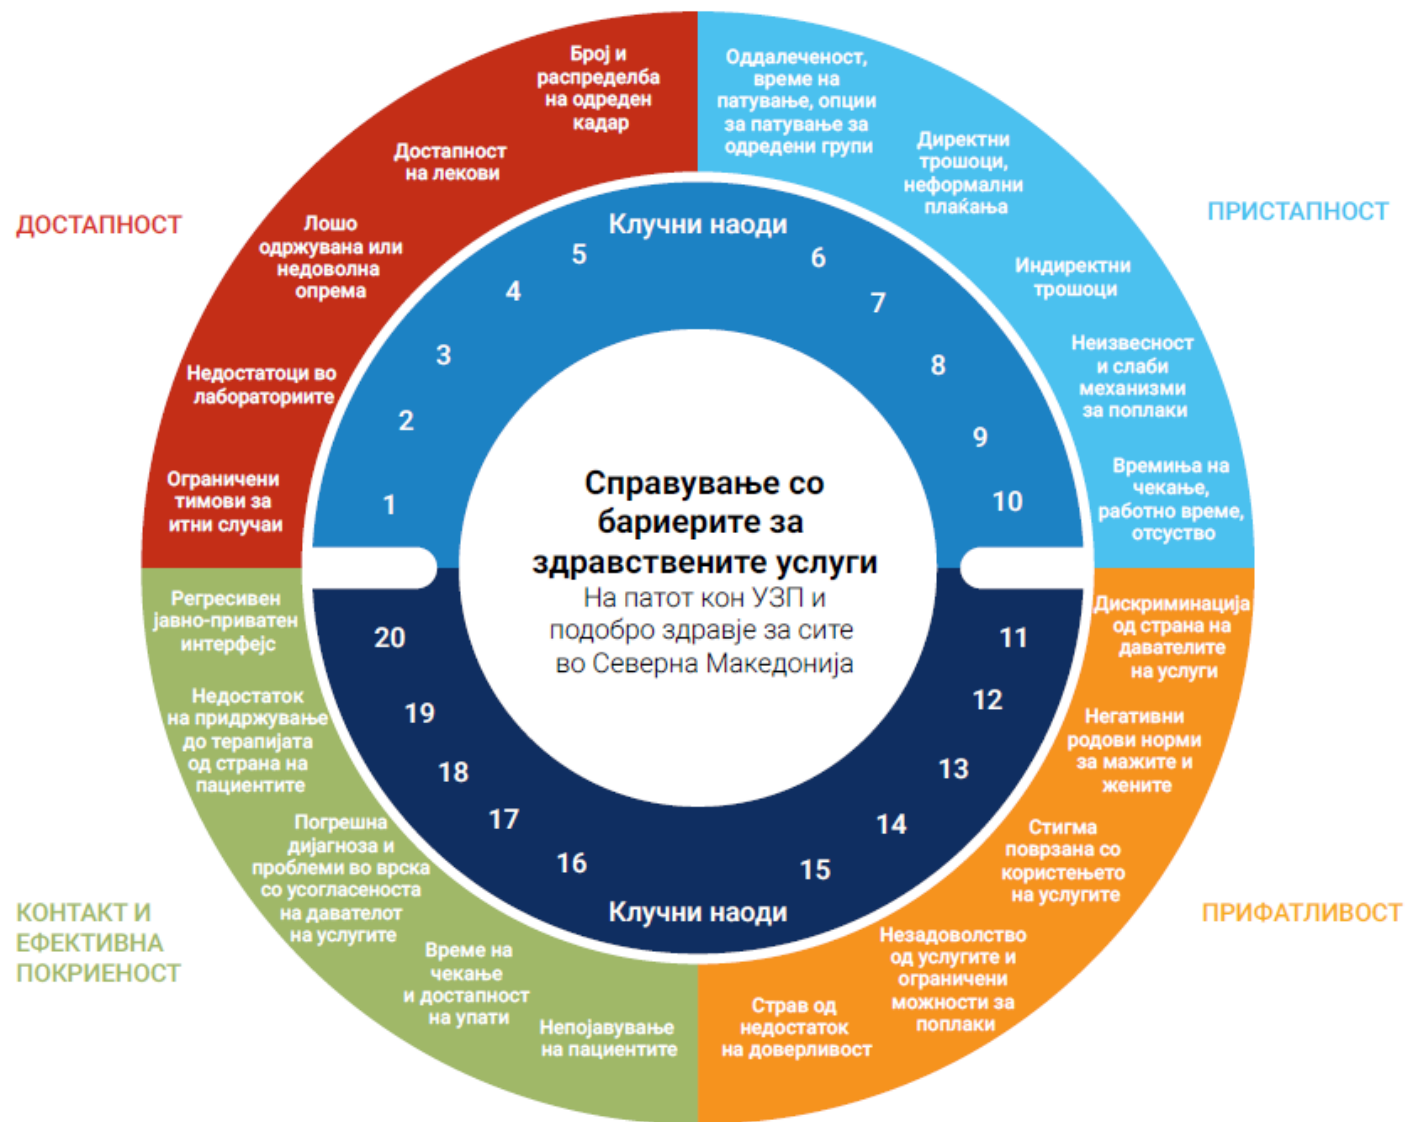 ДОСТАПНОСТ
Број и
распределба
на одреден
кадар
Достапност
на лекови
Лошо
одржувана или
недоволна
опрема
Недостатоци во
лабораториите
Ограничени
тимови за
итни случаи
ПРИСТАПНОСТ
Оддалеченост,
време на
патување, опции
за патување за
одредени групи
Директни
трошоци,
неформални
плаќања
Индиректни
трошоци
Неизвесност
и слаби
механизми
за поплаки
Времиња на
чекање,
работно време,
отсуство
Клучни наоди
1
2
3
4
5
6
7
8
9
10
Справување со
бариерите за
здравствените услуги
На патот кон УЗП и
подобро здравје за сите
во Северна Македонија
11
12
13
14
15
16
17
18
19
20
Клучни наоди
ПРИФАТЛИВОСТ
Дискриминација
од страна на
давателите
на услуги
Негативни
родови норми
за мажите и
жените
Стигма
поврзана со
користењето
на услугите
Незадоволство
од услугите и
ограничени
можности за
поплаки
Страв од
недостаток
на доверливост
КОНТАКТ И
ЕФЕКТИВНА
ПОКРИЕНОСТ
Непојавување
на пациентите
Време на
чекање
и достапност
на упати
Погрешна
дијагноза и
проблеми во врска
со усогласеноста
на давателот
на услугите
Недостаток
на придржување
до терапијата
од страна на
пациентите
Регресивен
јавно-приватен
интерфејс